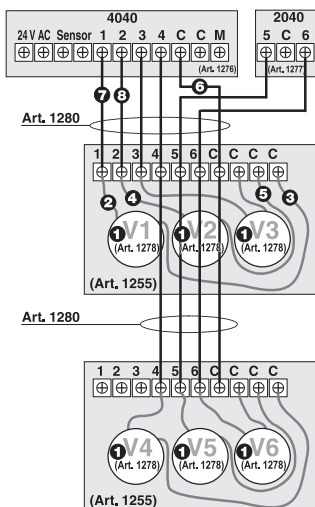 4040
2040
24 V AC Sensor 1 2 3 4 C C M
5 C 6
(Art. 1276)
(Art. 1277)
7 8
6
Art. 1280
1 2 3 4 5 6 C C C C
2 4 5 3
1 V1 (Art. 1278)
1 V2 (Art. 1278)
1 V3 (Art. 1278)
(Art. 1255)
Art. 1280
1 2 3 4 5 6 C C C C
1 V4 (Art. 1278)
1 V5 (Art. 1278)
1 V6 (Art. 1278)
(Art. 1255)